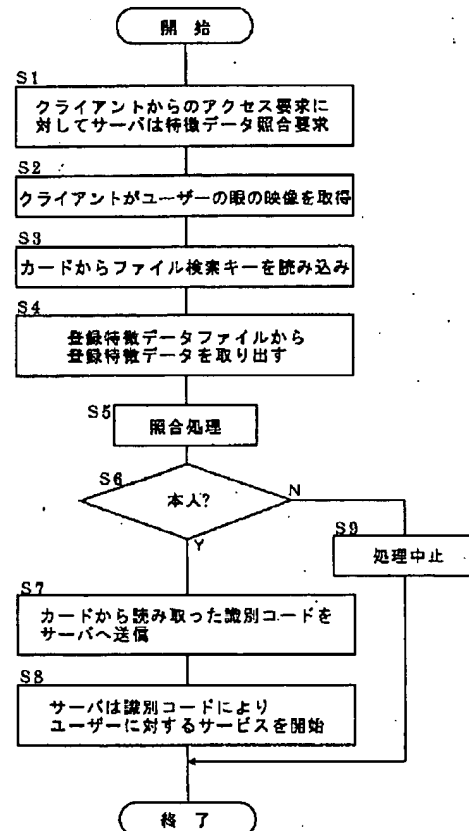 開 始
S1
クライアントからのアクセス要求に
対してサーバは特徴データ照合要求
S2
クライアントがユーザーの眼の映像を取得
S3
カードからファイル検索キーを読み込み
S4
登録特徴データファイルから
登録特徴データを取り出す
S5
照合処理
S6
本人?
N
Y
S9
処理中止
S7
カードから読み取った識別コードを
サーバへ送信
S8
サーバは識別コードにより
ユーザーに対するサービスを開始
終 了